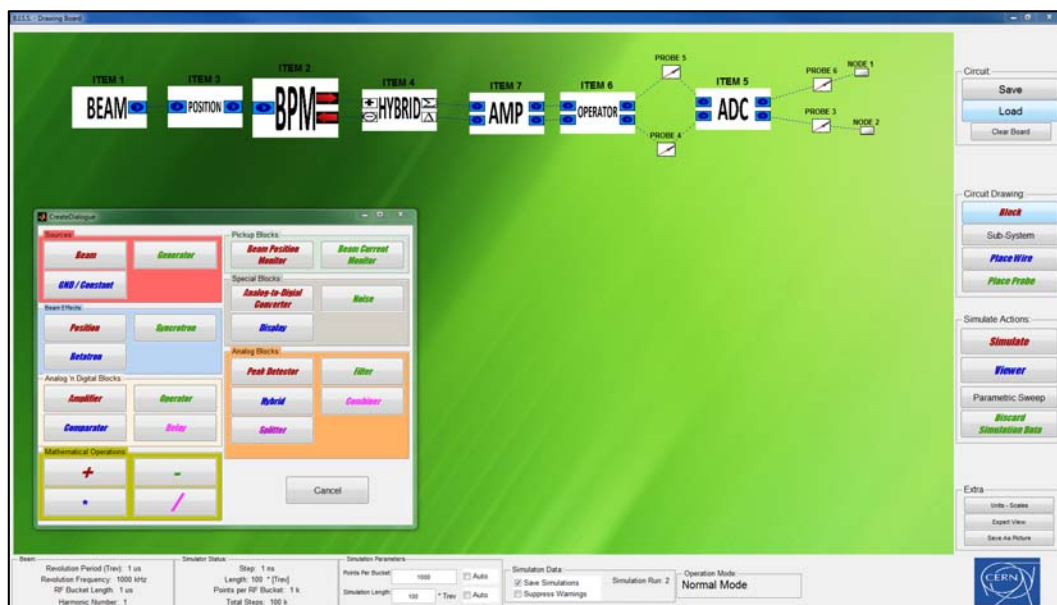 B.I.S.S. - Drawing Board
PROBE 5
ITEM 1
ITEM 3
ITEM 2
ITEM 4
ITEM 7
ITEM 6
ITEM 5
PROBE 6
NODE 1
BEAM
POSITION
BPM
HYBRID
AMP
OPERATOR
ADC
PROBE 4
PROBE 3
NODE 2
Circuit:
Save
Load
Clear Board
Circuit Drawing:
Block
Sub-System
Place Wire
Place Probe
Simulate Actions:
Simulate
Viewer
Parametric Sweep
Discard
Simulation Data
Extra
Units - Scales
Expert View
Save As Picture
CERN
CreateDialogue
Sources
Beam
Generator
GND / Constant
Beam Effects
Position
Syncrotron
Betatron
Analog 'n Digital Blocks:
Amplifier
Operator
Comparator
Delay
Mathematical Operations:
+
-
*
/
Pickup Blocks:
Beam Position
Monitor
Beam Current
Monitor
Special Blocks:
Analog-to-Digial
Converter
Noise
Display
Analog Blocks:
Peak Detector
Filter
Hybrid
Combiner
Splitter
Cancel
Beam:
Revolution Period (Trev): 1 us
Revolution Frequency: 1000 kHz
RF Bucket Length: 1 us
Harmonic Number: 1
Simulator Status:
Step: 1 ns
Length: 100 * [Trev]
Points per RF Bucket: 1 k
Total Steps: 100 k
Simulation Parameters
Points Per Bucket:
1000
Auto
Simulation Length:
100
* Trev
Auto
Simulation Data:
Save Simulations
Simulation Run: 2
Suppress Warnings
Operation Mode:
Normal Mode